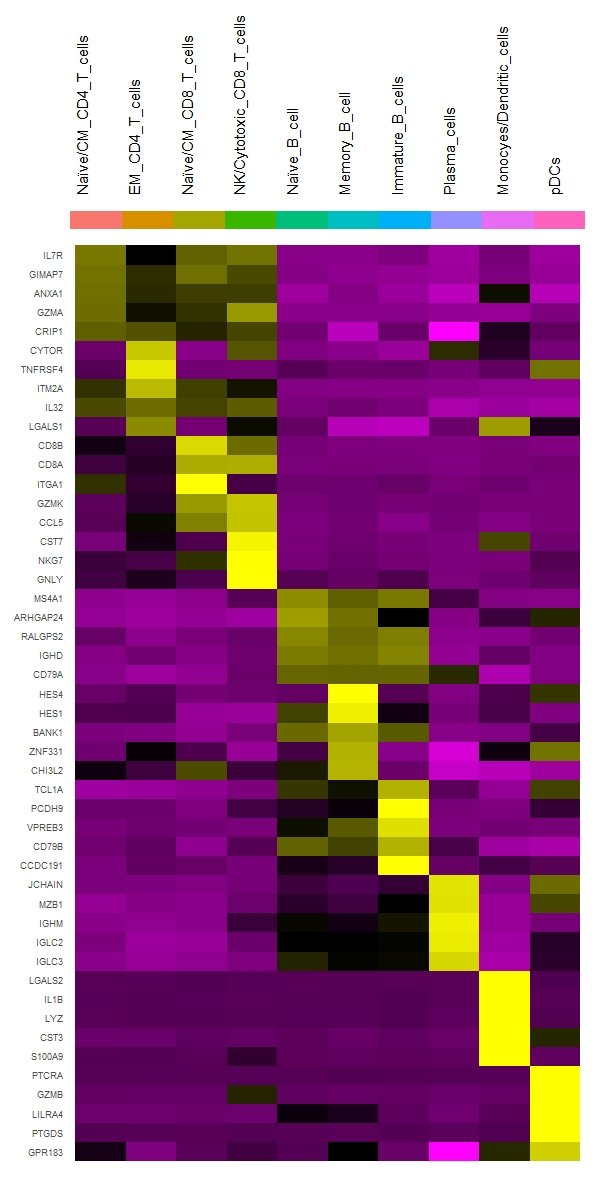 Naïve/CM_CD4_T_cells
EM_CD4_T_cells
Naïve/CM_CD8_T_cells
NK/Cytotoxic_CD8_T_cells
Naïve_B_cell
Memory_B_cell
Immature_B_cells
Plasma_cells
Monocyes/Dendritic_cells
pDCs
IL7R
GIMAP7
ANXA1
GZMA
CRIP1
CYTOR
TNFRSF4
ITM2A
IL32
LGALS1
CD8B
CD8A
ITGA1
GZMK
CCL5
CST7
NKG7
GNLY
MS4A1
ARHGAP24
RALGPS2
IGHD
CD79A
HES4
HES1
BANK1
ZNF331
CHI3L2
TCL1A
PCDH9
VPREB3
CD79B
CCDC191
JCHAIN
MZB1
IGHM
IGLC2
IGLC3
LGALS2
IL1B
LYZ
CST3
S100A9
PTCRA
GZMB
LILRA4
PTGDS
GPR183